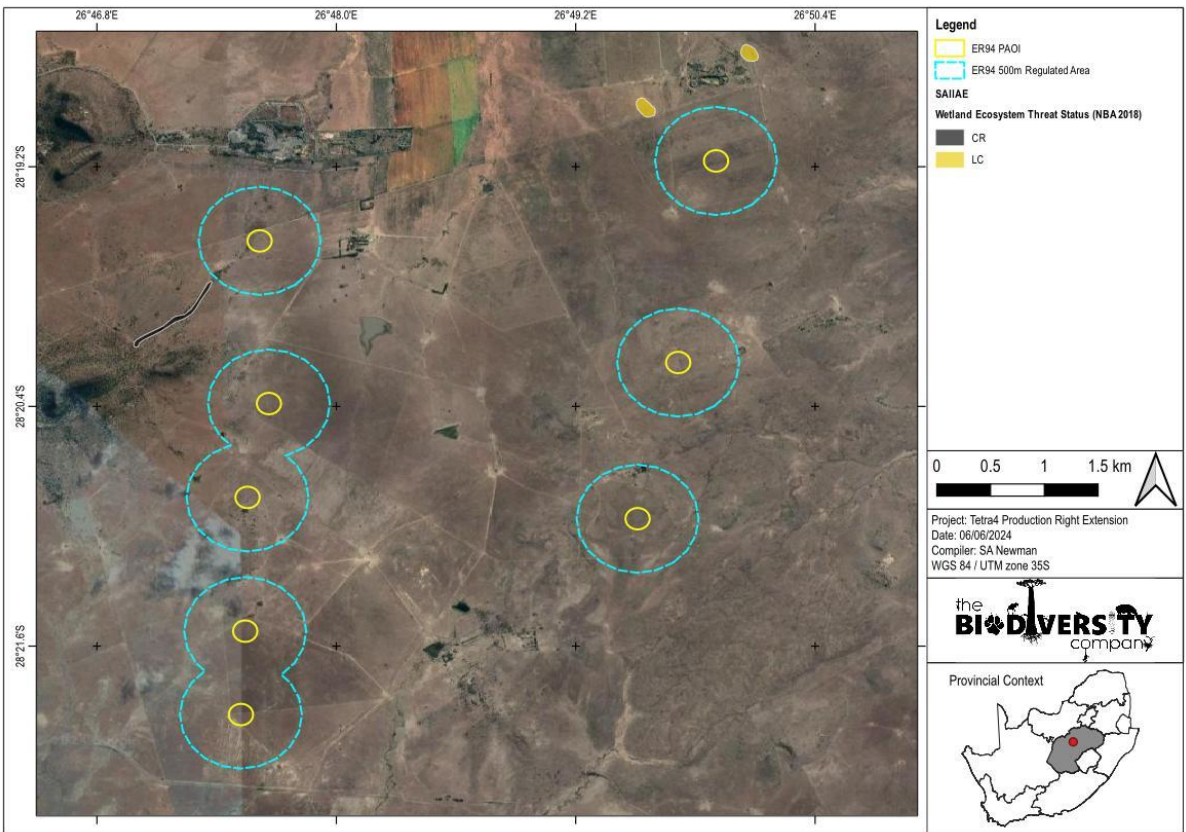 26°46.8'E 26°48.0'E 26°49.2'E 26°50.4'E
28°19.2'S
28°20.4'S
28°21.6'S
Legend
ER94 PAOI
ER94 500m Regulated Area
SAIIAE
Wetland Ecosystem Threat Status (NBA 2018)
CR
LC
0 0.5 1 1.5 km
Project: Tetra4 Production Right Extension
Date: 06/06/2024
Compiler: SA Newman
WGS 84 / UTM zone 35S
the
BIODIVERSITY
company
Provincial Context